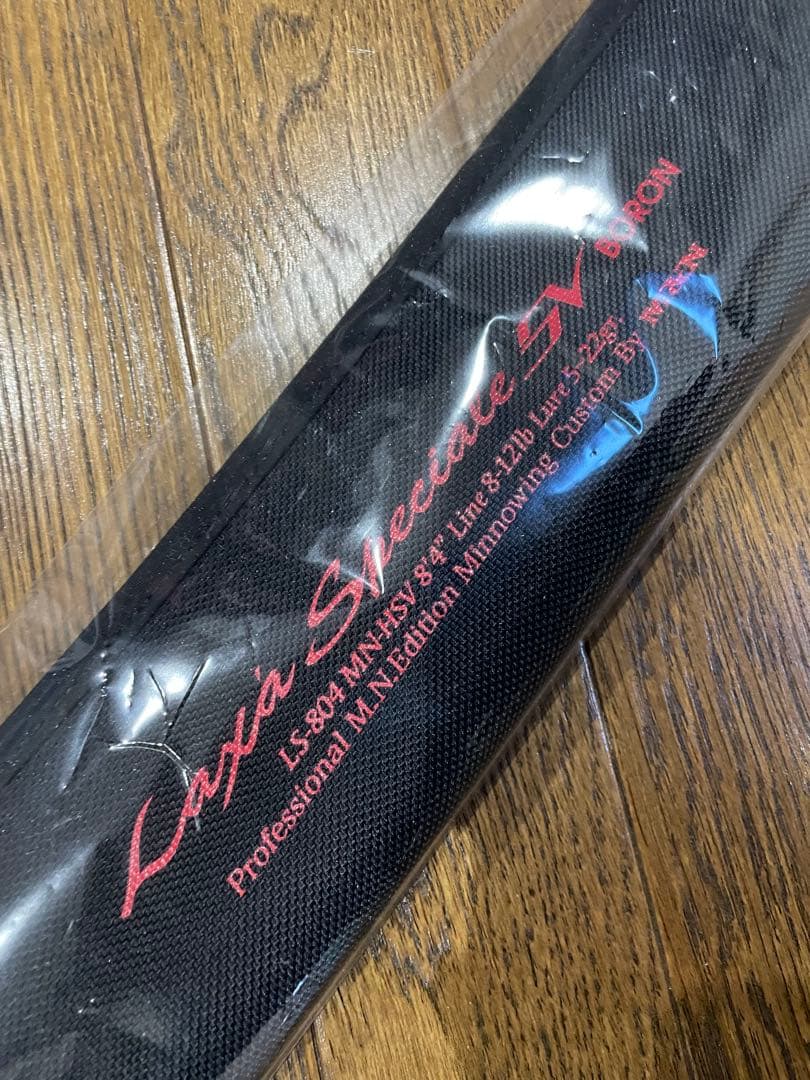 Laxa Speciale SV BORON
LS-804 MN-HSV 8'4" Line 8-12lb Lure 5-22gr.
Professional M.N.Edition Minnowing Custom By